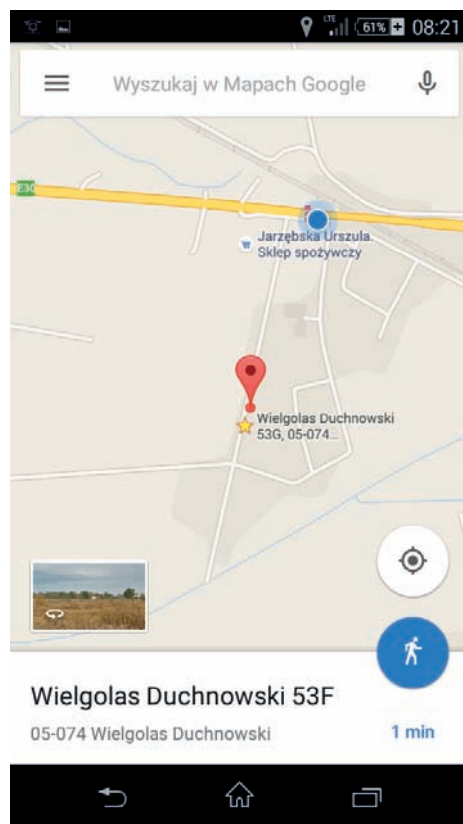 LTE 61% 08:21
Wyszukaj w Mapach Google
E30
Jarzębska Urszula.
Sklep spożywczy
Wielgolas Duchnowski
53G, 05-074...
Wielgolas Duchnowski 53F
05-074 Wielgolas Duchnowski
1 min